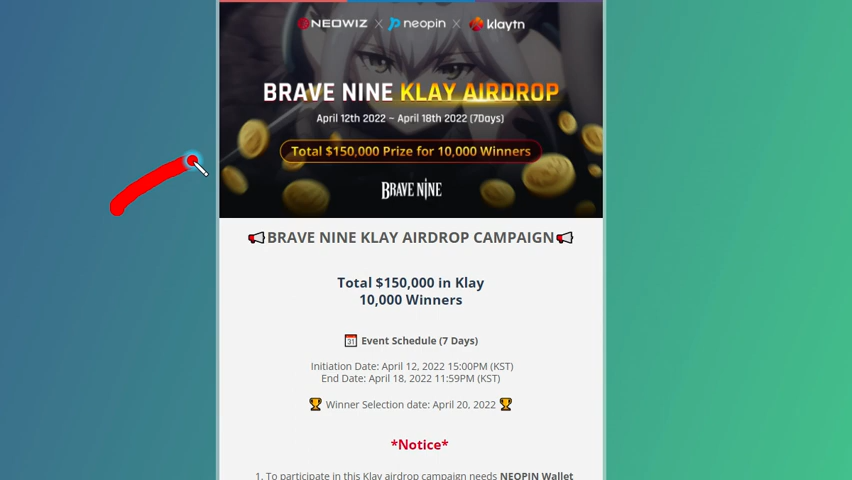 NEOWIZ X neopin X klaytn
BRAVE NINE KLAY AIRDROP
April 12th 2022 ~ April 18th 2022 (7Days)
Total $150,000 Prize for 10,000 Winners
BRAVE NINE
BRAVE NINE KLAY AIRDROP CAMPAIGN
Total $150,000 in Klay
10,000 Winners
31 Event Schedule (7 Days)
Initiation Date: April 12, 2022 15:00PM (KST)
End Date: April 18, 2022 11:59PM (KST)
Winner Selection date: April 20, 2022
*Notice*
1. To participate in this Klay airdrop campaign needs NEOPIN Wallet